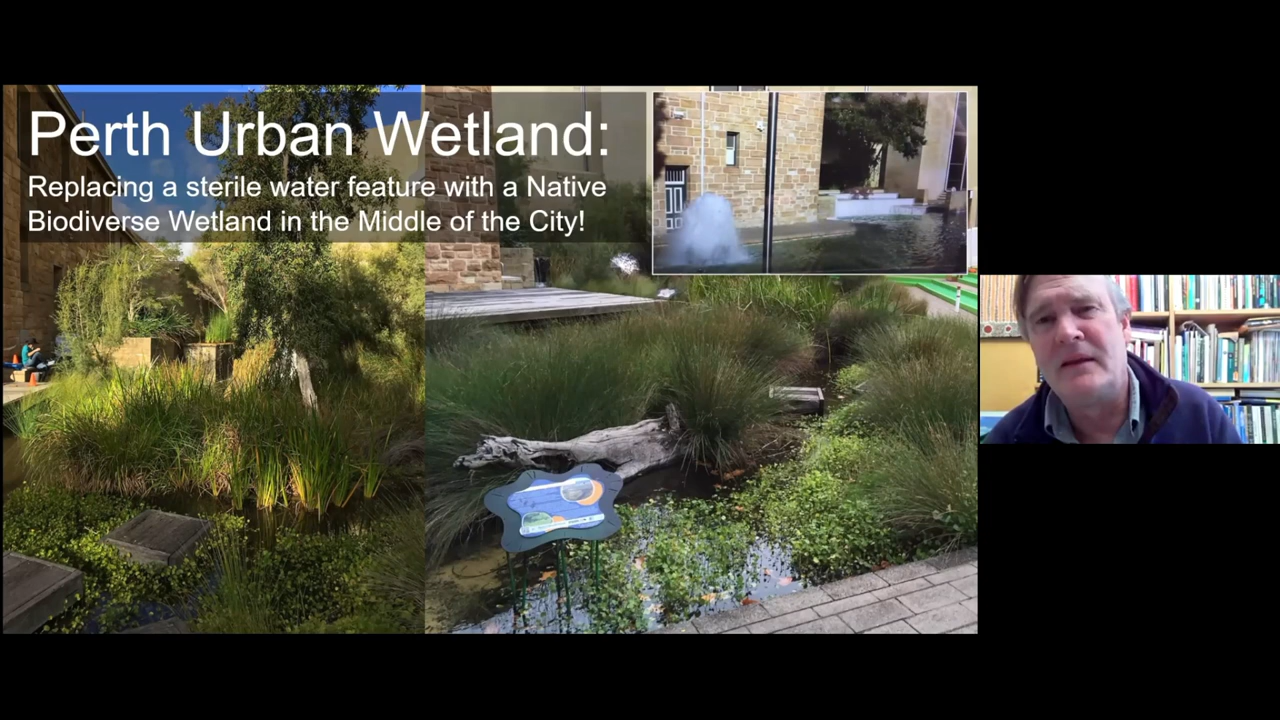 Perth Urban Wetland:
Replacing a sterile water feature with a Native
Biodiverse Wetland in the Middle of the City!